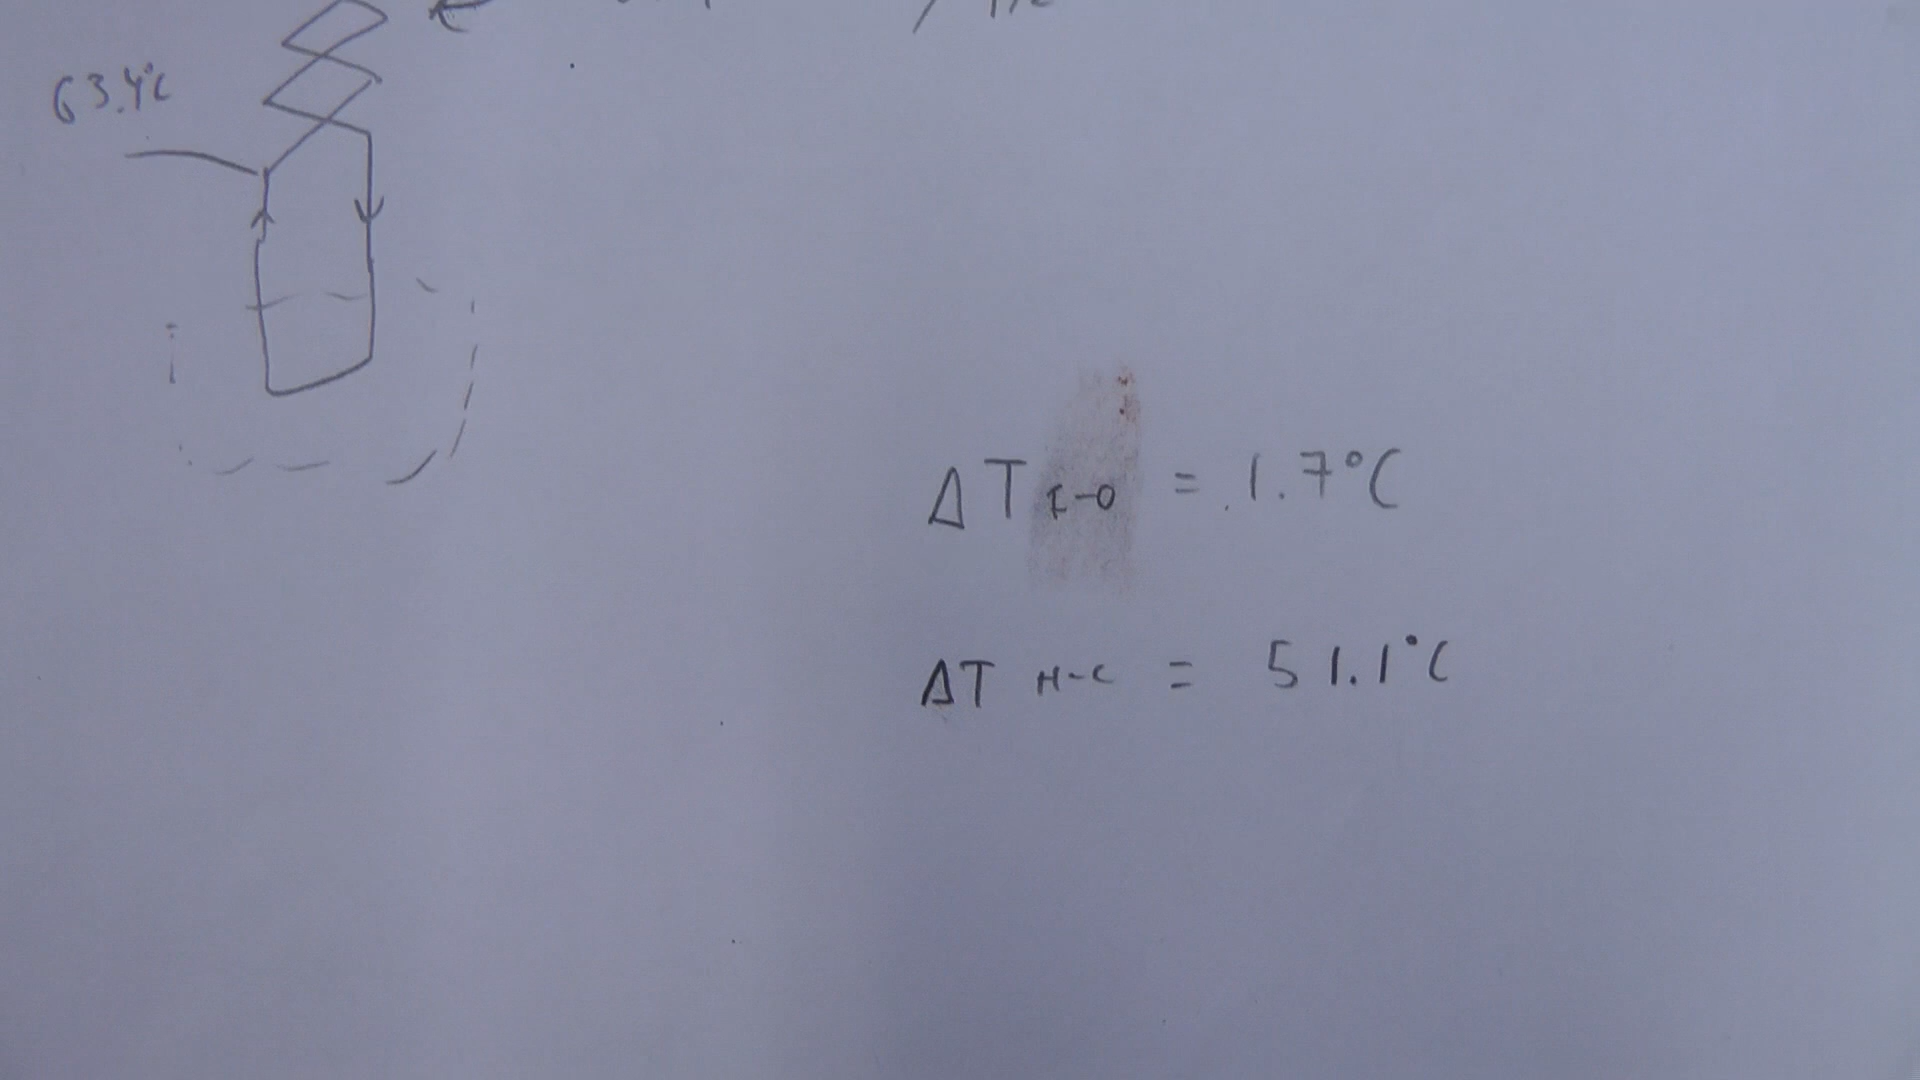 63.4°C
ΔT I-O = 1.7°C
ΔT H-C = 51.1°C